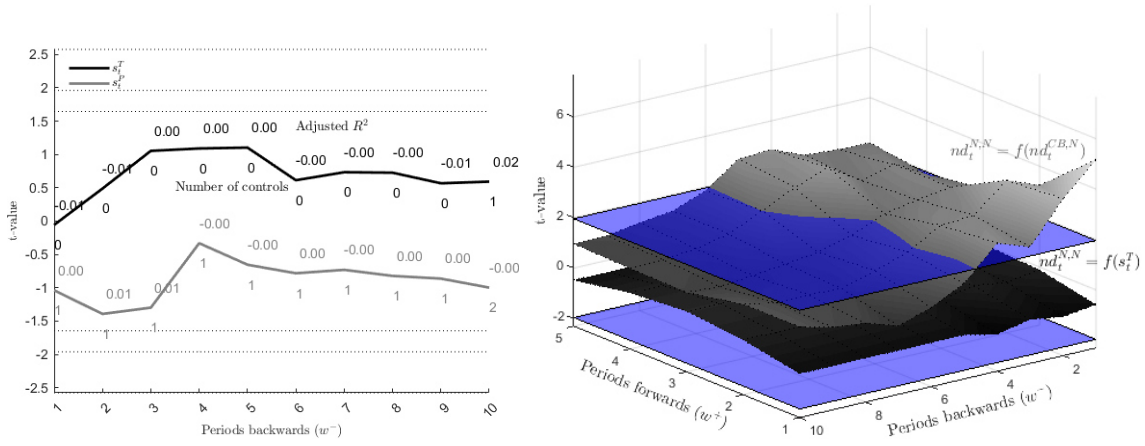 2.5
2
1.5
1
0.5
0
-0.5
-1
-1.5
-2
-2.5
t-value
s_t^T
s_t^P
Adjusted R^2
-0.01 -0.01 0.00 0.00 0.00 -0.00 -0.00 -0.00 -0.01 0.02
0 0 0 0 0 0 0 0 0 1
Number of controls
0.00 0.01 0.01 -0.00 -0.00 0.00 0.00 0.00 0.00 -0.00
1 1 1 1 1 1 1 1 1 2
1 2 3 4 5 6 7 8 9 10
Periods backwards (w^-)
6
4
2
0
-2
t-value
nd_t^{N,N} = f(nd_t^{CB,N})
nd_t^{N,N} = f(s_t^T)
5 4 3 2 1
Periods forwards (w^+)
10 8 6 4 2
Periods backwards (w^-)